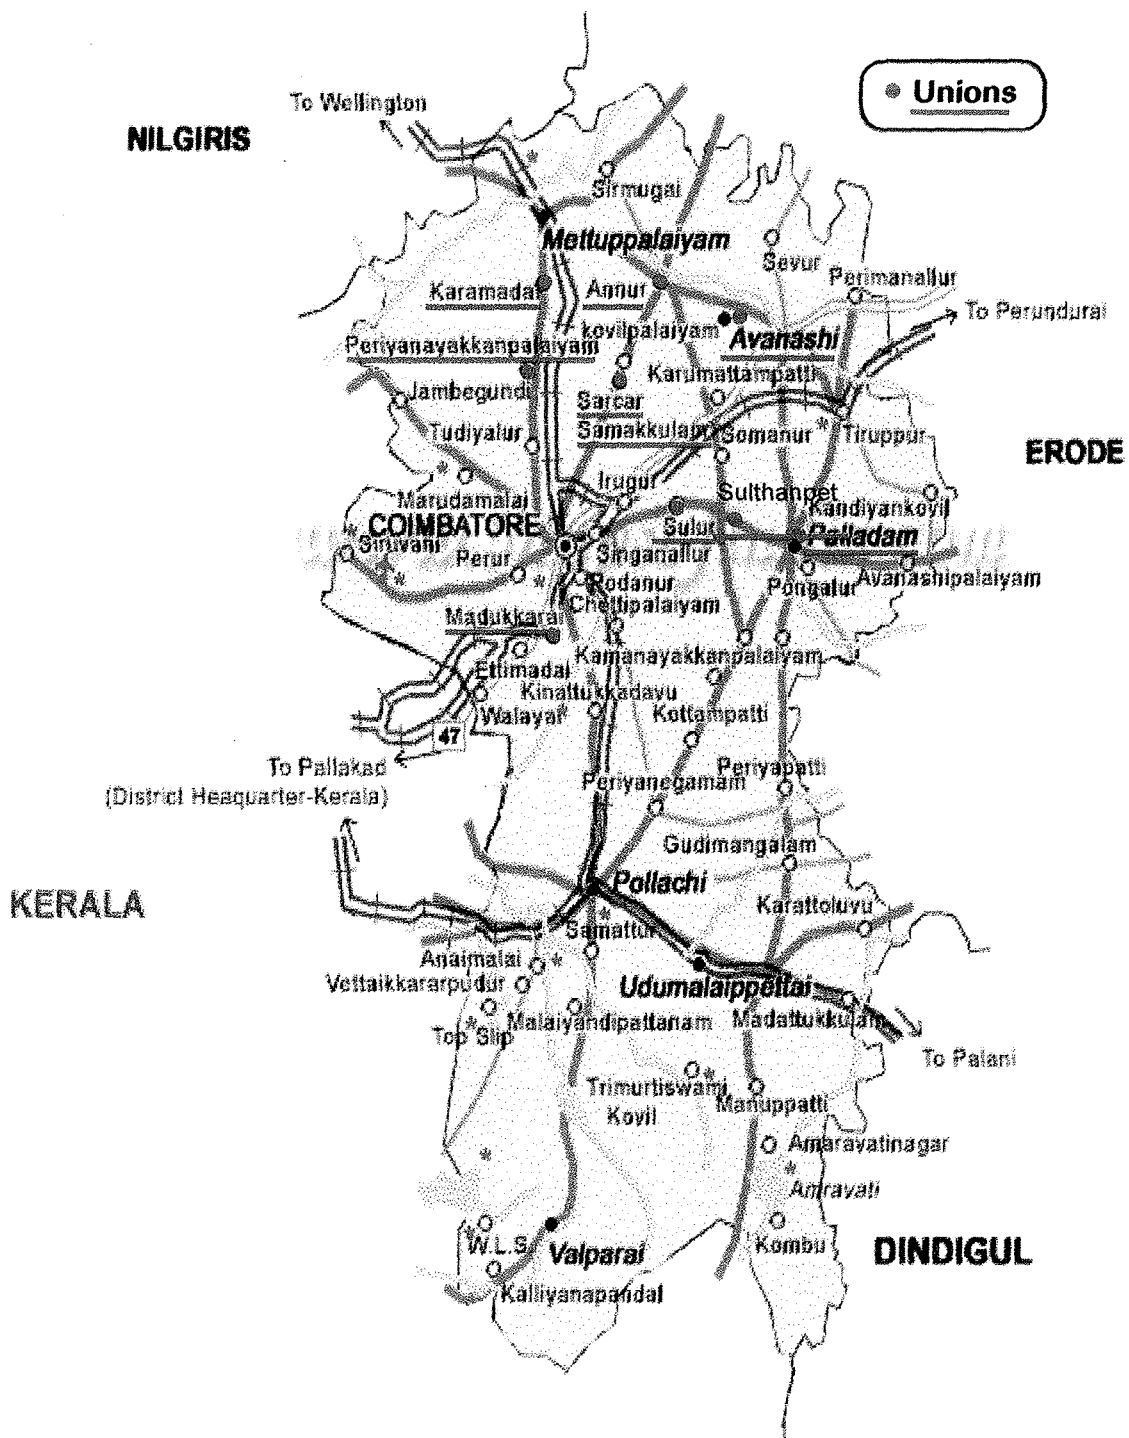 To Wellington
Unions
NILGIRIS
Sirmugai
Mettuppalaiyam
Sevur
Perimanallur
Karamadai
Annur
To Perundurai
kovilpalaiyam
Avanashi
Periyanayakkanpalaiyam
Karumattampatti
Jambegundi
Sarcar
Samakkulam
Tudiyalur
Somanur
Tiruppur
ERODE
Irugur
Marudamalai
Sulthanpet
Kandiyankovil
COIMBATORE
Sulur
Palladam
Siruvani
Perur
Singanallur
Rodanur
Pongalur
Avanashipalaiyam
Chettipalaiyam
Madukkarai
Ettimadai
Kamanayakkanpalaiyam
Kinattukkadavu
Walayar
Kottampatti
47
To Pallakad
(District Heaquarter-Kerala)
Periyanegamam
Periyapatti
Gudimangalam
Pollachi
KERALA
Karattoluvu
Samattur
Anaimalai
Vettaikkararpudur
Udumalaippettai
Top Slip
Malaiyandipattanam
Madattukkulam
To Palani
Trimurtiswami
Kovil
Manuppatti
Amaravatinagar
Amravati
W.L.S.
Valparai
Kombu
DINDIGUL
Kalliyanapandal